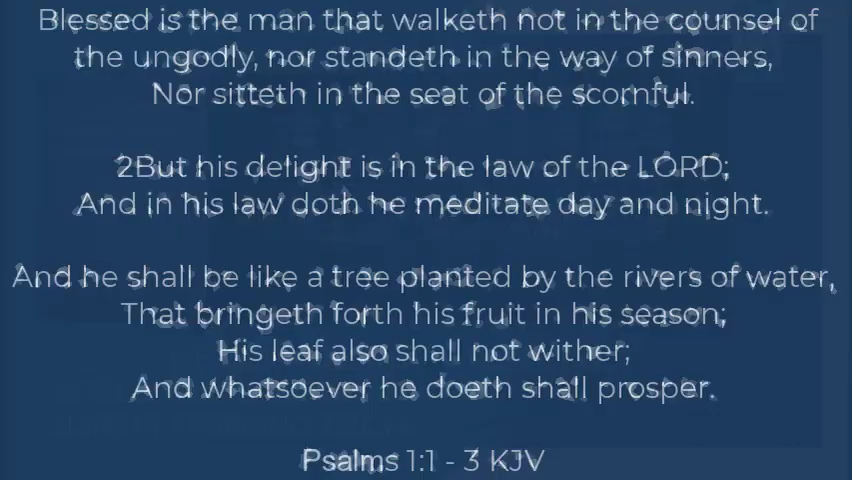 Blessed is the man that walketh not in the counsel of
the ungodly, nor standeth in the way of sinners,
Nor sitteth in the seat of the scornful.
2But his delight is in the law of the LORD;
And in his law doth he meditate day and night.
And he shall be like a tree planted by the rivers of water,
That bringeth forth his fruit in his season;
His leaf also shall not wither;
And whatsoever he doeth shall prosper.
Psalms 1:1 - 3 KJV